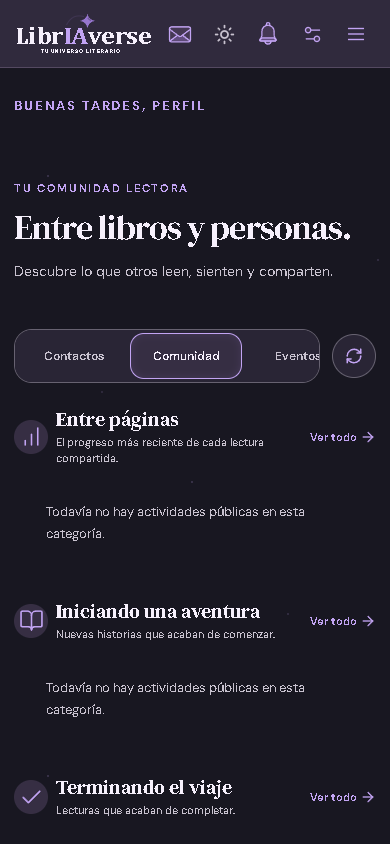 LibrIAverse
TU UNIVERSO LITERARIO
BUENAS TARDES, PERFIL
TU COMUNIDAD LECTORA
Entre libros y personas.
Descubre lo que otros leen, sienten y comparten.
Contactos
Comunidad
Eventos
Entre páginas
El progreso más reciente de cada lectura
compartida.
Ver todo
Todavía no hay actividades públicas en esta
categoría.
Iniciando una aventura
Nuevas historias que acaban de comenzar.
Ver todo
Todavía no hay actividades públicas en esta
categoría.
Terminando el viaje
Lecturas que acaban de completar.
Ver todo